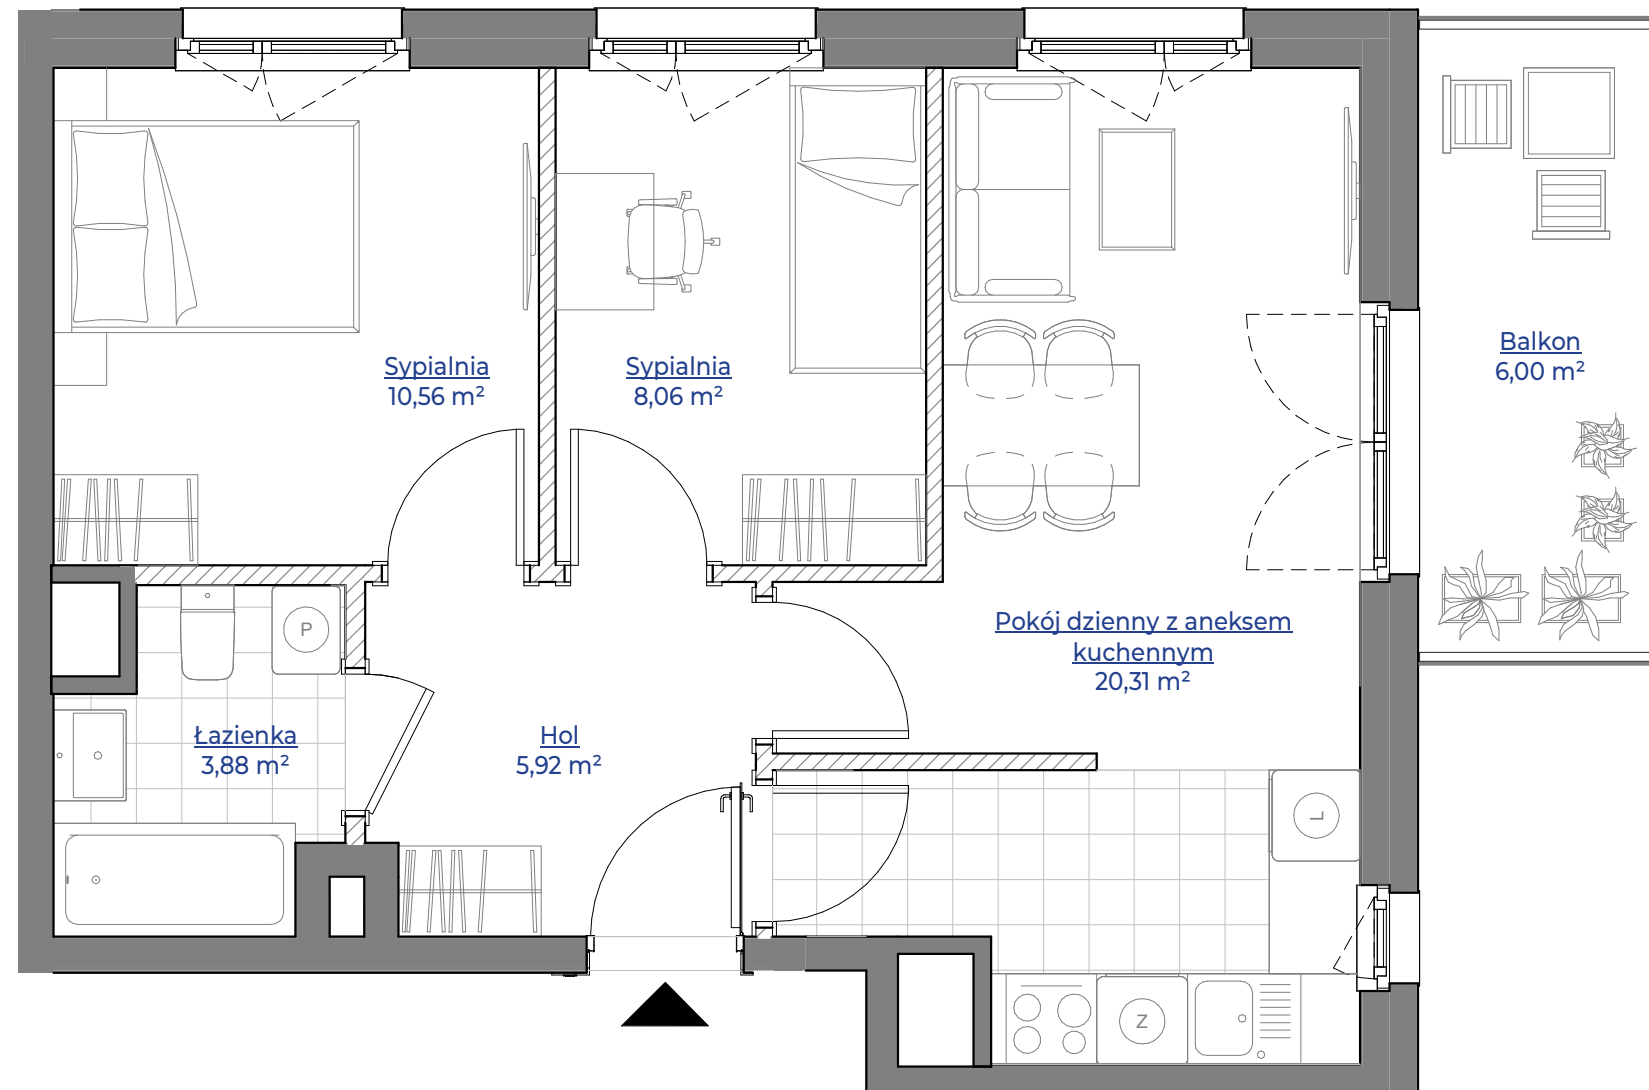 Sypialnia
10,56 m²
Sypialnia
8,06 m²
Balkon
6,00 m²
Pokój dzienny z aneksem
kuchennym
20,31 m²
P
Łazienka
3,88 m²
Hol
5,92 m²
L
Z